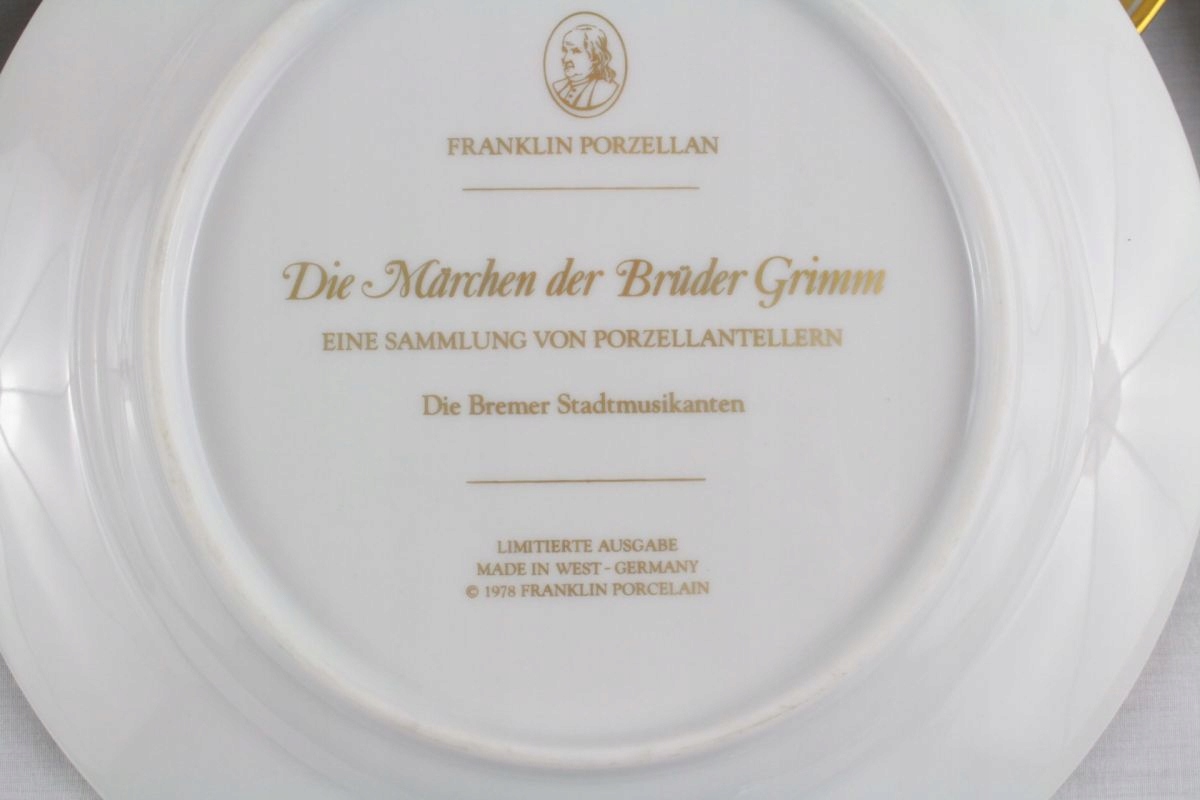 FRANKLIN PORZELLAN
Die Märchen der Brüder Grimm
EINE SAMMLUNG VON PORZELLANTELLERN
Die Bremer Stadtmusikanten
LIMITIERTE AUSGABE
MADE IN WEST - GERMANY
© 1978 FRANKLIN PORCELAIN